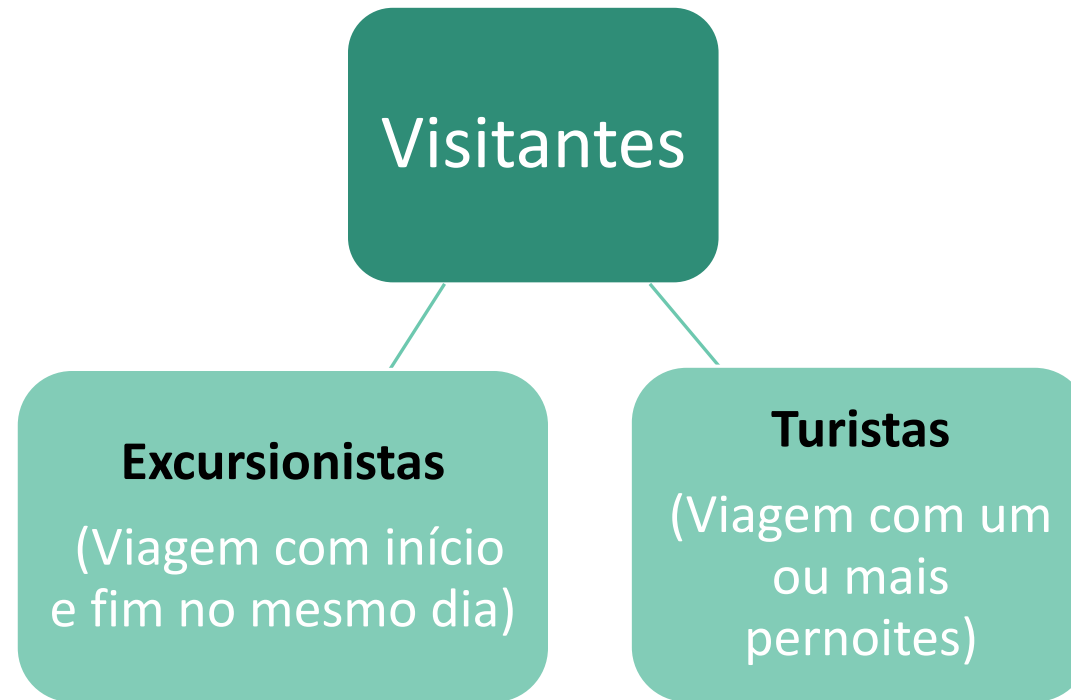 Visitantes
Excursionistas
(Viagem com início
e fim no mesmo dia)
Turistas
(Viagem com um
ou mais
pernoites)